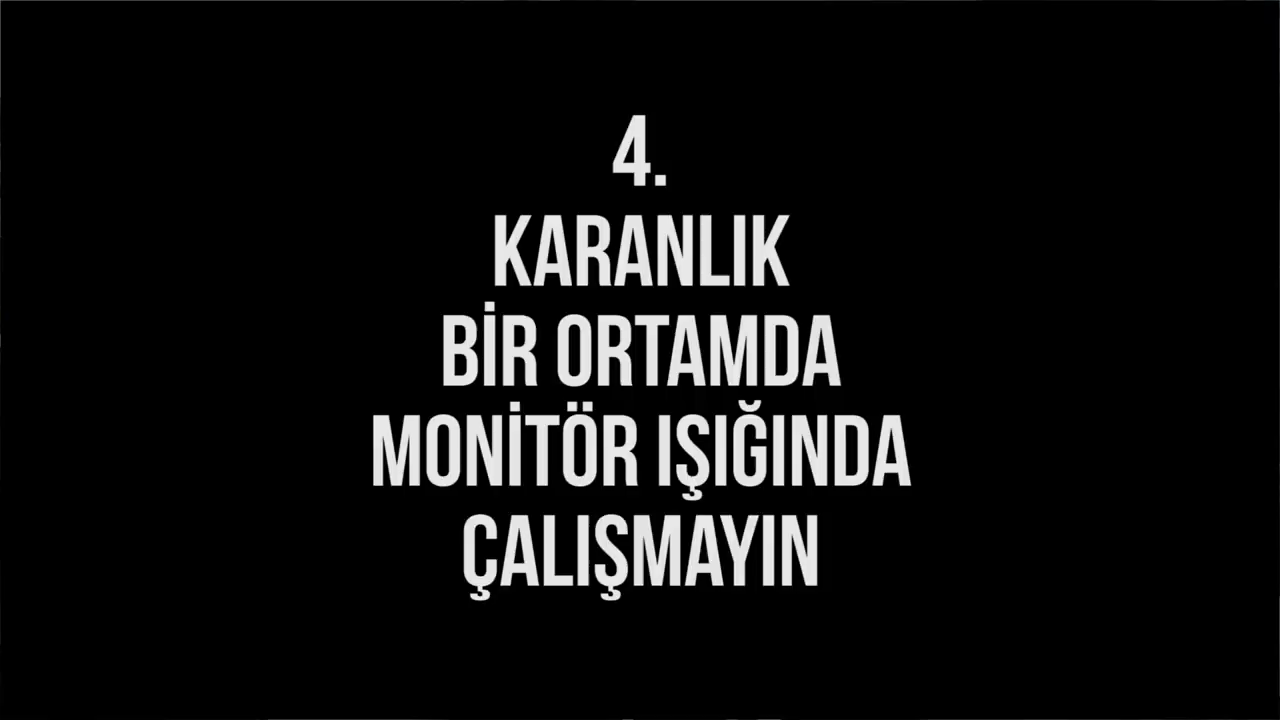 4.
KARANLIK
BİR ORTAMDA
MONİTÖR IŞIĞINDA
ÇALIŞMAYIN